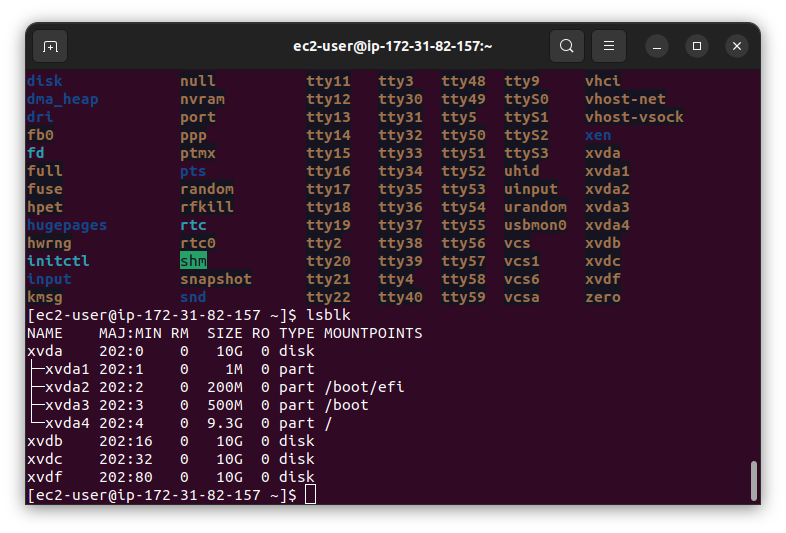 ec2-user@ip-172-31-82-157:~
disk null tty11 tty3 tty48 tty9 vhci
dma_heap nvram tty12 tty30 tty49 ttyS0 vhost-net
dri port tty13 tty31 tty5 ttyS1 vhost-vsock
fb0 ppp tty14 tty32 tty50 ttyS2 xen
fd ptmx tty15 tty33 tty51 ttyS3 xvda
full pts tty16 tty34 tty52 uhid xvda1
fuse random tty17 tty35 tty53 uinput xvda2
hpet rfkill tty18 tty36 tty54 urandom xvda3
hugepages rtc tty19 tty37 tty55 usbmon0 xvda4
hwrng rtc0 tty2 tty38 tty56 vcs xvdb
initctl shm tty20 tty39 tty57 vcs1 xvdc
input snapshot tty21 tty4 tty58 vcs6 xvdf
kmsg snd tty22 tty40 tty59 vcsa zero
[ec2-user@ip-172-31-82-157 ~]$ lsblk
NAME    MAJ:MIN RM  SIZE RO TYPE MOUNTPOINTS
xvda    202:0    0   10G  0 disk
├─xvda1 202:1    0    1M  0 part
├─xvda2 202:2    0  200M  0 part /boot/efi
├─xvda3 202:3    0  500M  0 part /boot
└─xvda4 202:4    0  9.3G  0 part /
xvdb    202:16   0   10G  0 disk
xvdc    202:32   0   10G  0 disk
xvdf    202:80   0   10G  0 disk
[ec2-user@ip-172-31-82-157 ~]$